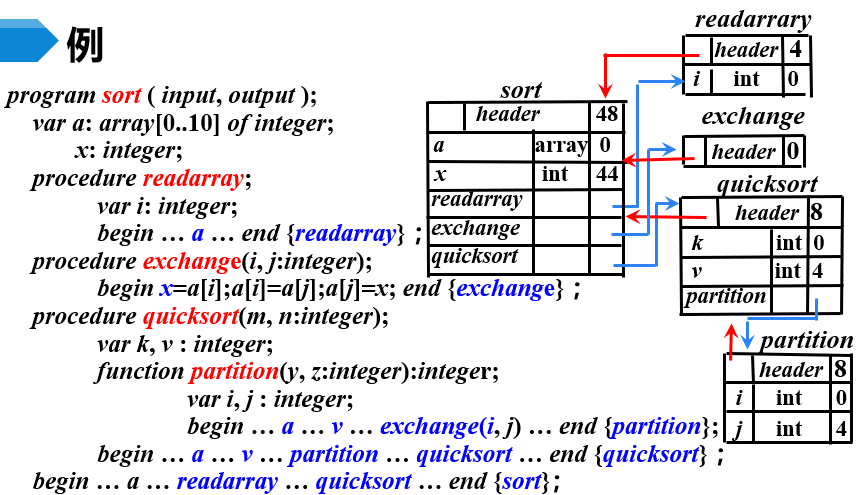 例
program sort ( input, output );
var a: array[0..10] of integer;
x: integer;
procedure readarray;
var i: integer;
begin … a … end {readarray} ;
procedure exchange(i, j:integer);
begin x=a[i];a[i]=a[j];a[j]=x; end {exchange} ;
procedure quicksort(m, n:integer);
var k, v : integer;
function partition(y, z:integer):integer;
var i, j : integer;
begin … a … v … exchange(i, j) … end {partition};
begin … a … v … partition … quicksort … end {quicksort} ;
begin … a … readarray … quicksort … end {sort};
sort
header 48
a array 0
x int 44
readarray
exchange
quicksort
readarrary
header 4
i int 0
exchange
header 0
quicksort
header 8
k int 0
v int 4
partition
partition
header 8
i int 0
j int 4